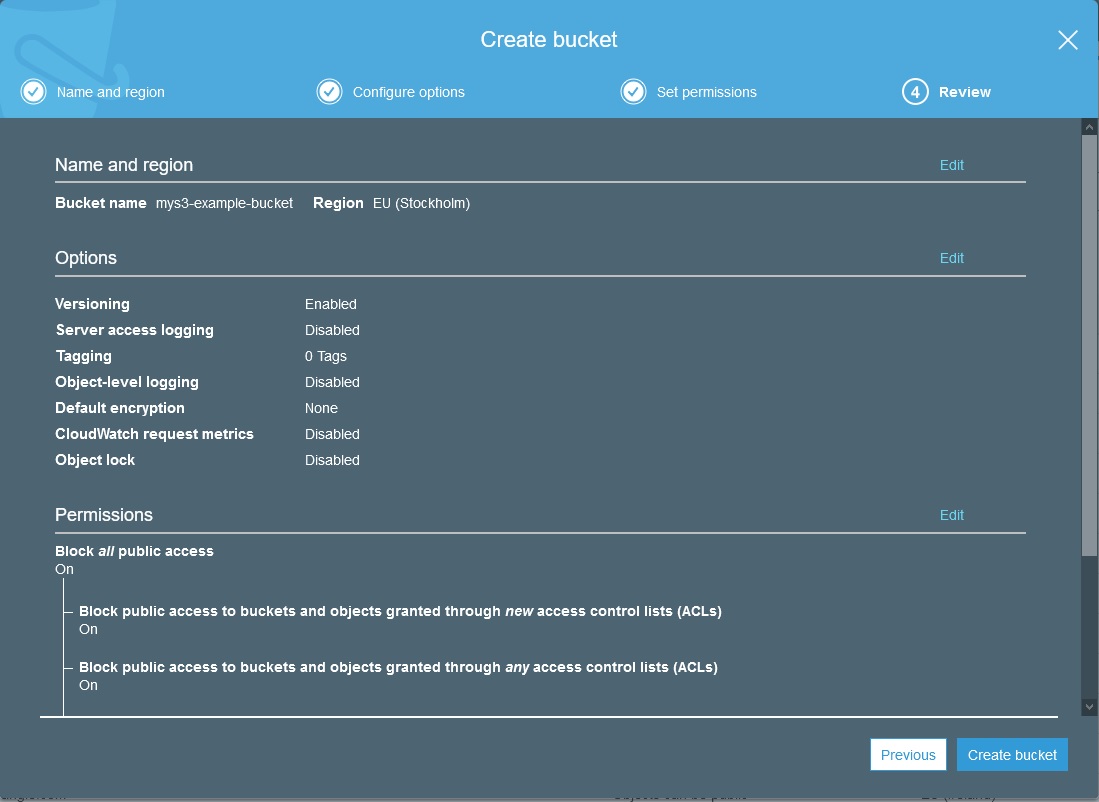 Create bucket
Name and region Configure options Set permissions 4 Review
Name and region Edit
Bucket name mys3-example-bucket Region EU (Stockholm)
Options Edit
Versioning Enabled
Server access logging Disabled
Tagging 0 Tags
Object-level logging Disabled
Default encryption None
CloudWatch request metrics Disabled
Object lock Disabled
Permissions Edit
Block all public access
On
Block public access to buckets and objects granted through new access control lists (ACLs)
On
Block public access to buckets and objects granted through any access control lists (ACLs)
On
Previous Create bucket